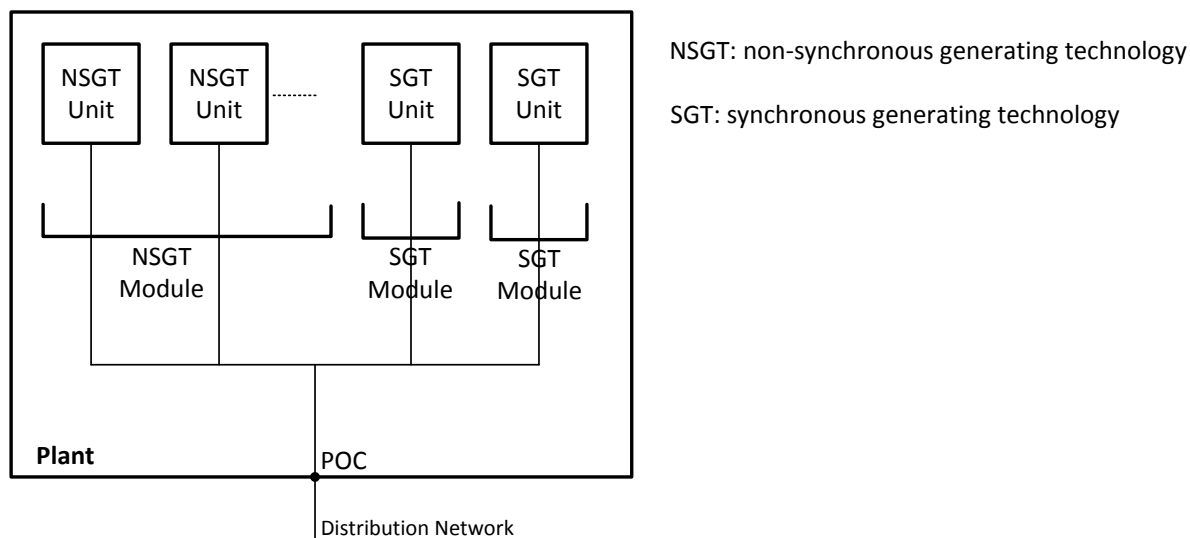 NSGT
Unit
NSGT
Unit
SGT
Unit
SGT
Unit
NSGT: non-synchronous generating technology
SGT: synchronous generating technology
NSGT
Module
SGT
Module
SGT
Module
Plant
POC
Distribution Network